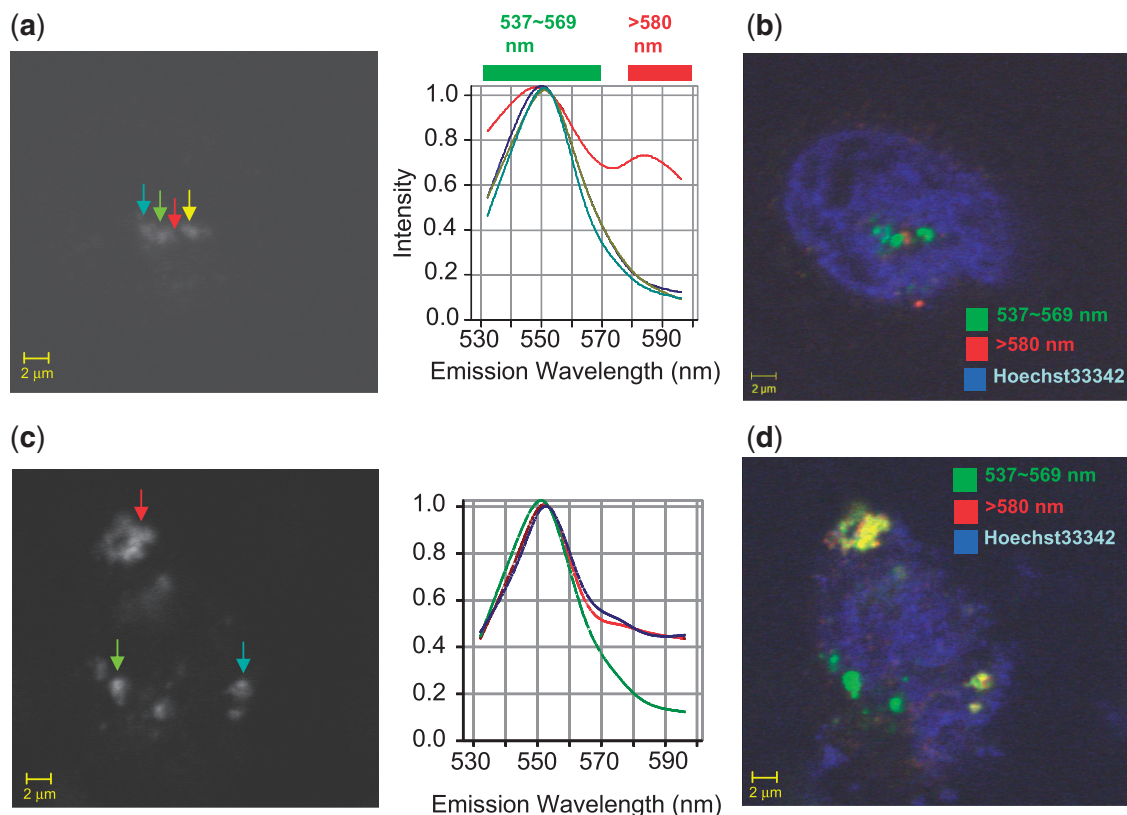 (a)
537~569
nm
>580
nm
(b)
1.0
0.8
0.6
0.4
0.2
0.0
Intensity
530
550
570
590
Emission Wavelength (nm)
2 μm
537~569 nm
>580 nm
Hoechst33342
2 μm
(c)
(d)
1.0
0.8
0.6
0.4
0.2
0.0
530
550
570
590
Emission Wavelength (nm)
2 μm
537~569 nm
>580 nm
Hoechst33342
2 μm